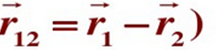 r⃗₁₂ = r⃗₁ − r⃗₂)